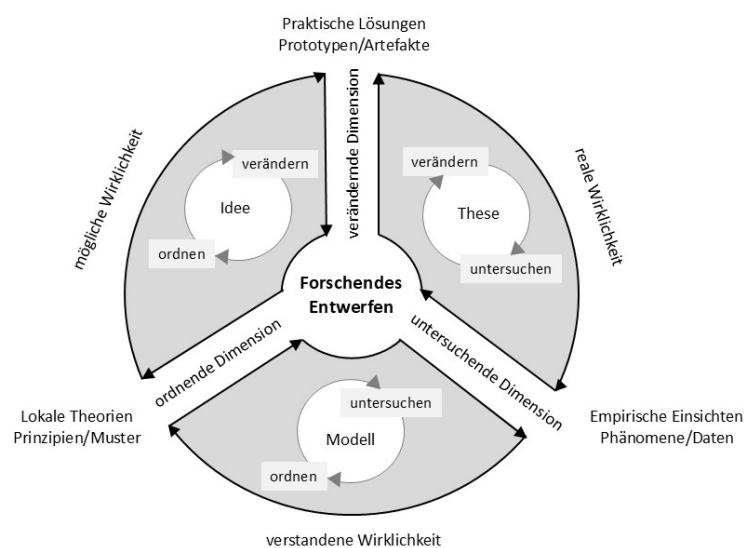 Praktische Lösungen
Prototypen/Artefakte
mögliche Wirklichkeit
verändernde Dimension
reale Wirklichkeit
verändern
Idee
ordnen
verändern
These
untersuchen
Forschendes
Entwerfen
ordnende Dimension
untersuchende Dimension
Lokale Theorien
Prinzipien/Muster
untersuchen
Modell
ordnen
Empirische Einsichten
Phänomene/Daten
verstandene Wirklichkeit